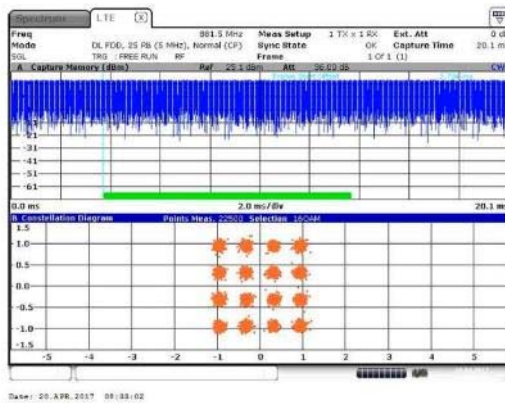 Spectrum LTE (X)
Freq 881.5 MHz Meas Setup 1 TX x 1 RX Ext. Att
Mode DL FDD, 25 RB (5 MHz), Normal (CP) Sync State OK Capture Time 20.1 m
SGL TRG : FREE RUN RF Frame 1 Of 1 (1)
A Capture Memory [dBm] Ref 25.1 dBm Att CW
-21
-31
-41
-51
-61
0.0 ms 2.0 ms/div 20.1 m
B Constellation Diagram Points Meas. 22500 Selection 16QAM
1.5
1.0
0.5
0.0
-0.5
-1.0
-1.5
-5 -4 -3 -2 -1 0 1 2 3 4 5
Date: 20.APR.2017